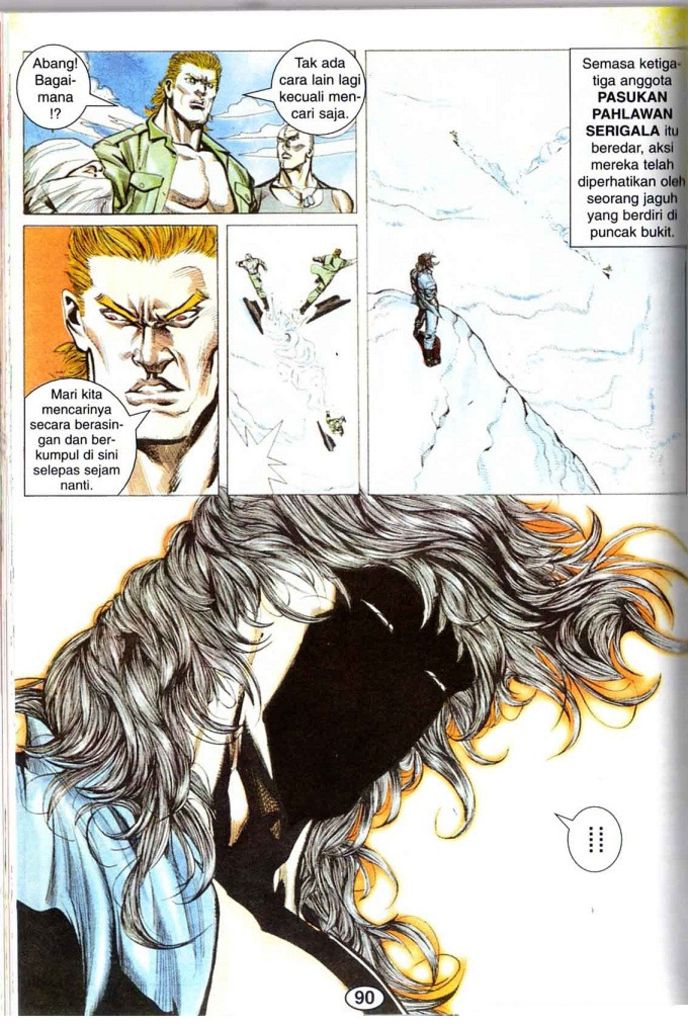 Abang!
Bagai-
mana
!?
Tak ada
cara lain lagi
kecuali men-
cari saja.
Semasa ketiga-
tiga anggota
PASUKAN
PAHLAWAN
SERIGALA itu
beredar, aksi
mereka telah
diperhatikan oleh
seorang jaguh
yang berdiri di
puncak bukit.
Mari kita
mencarinya
secara berasin-
gan dan ber-
kumpul di sini
selepas sejam
nanti.
⋮⋮
90